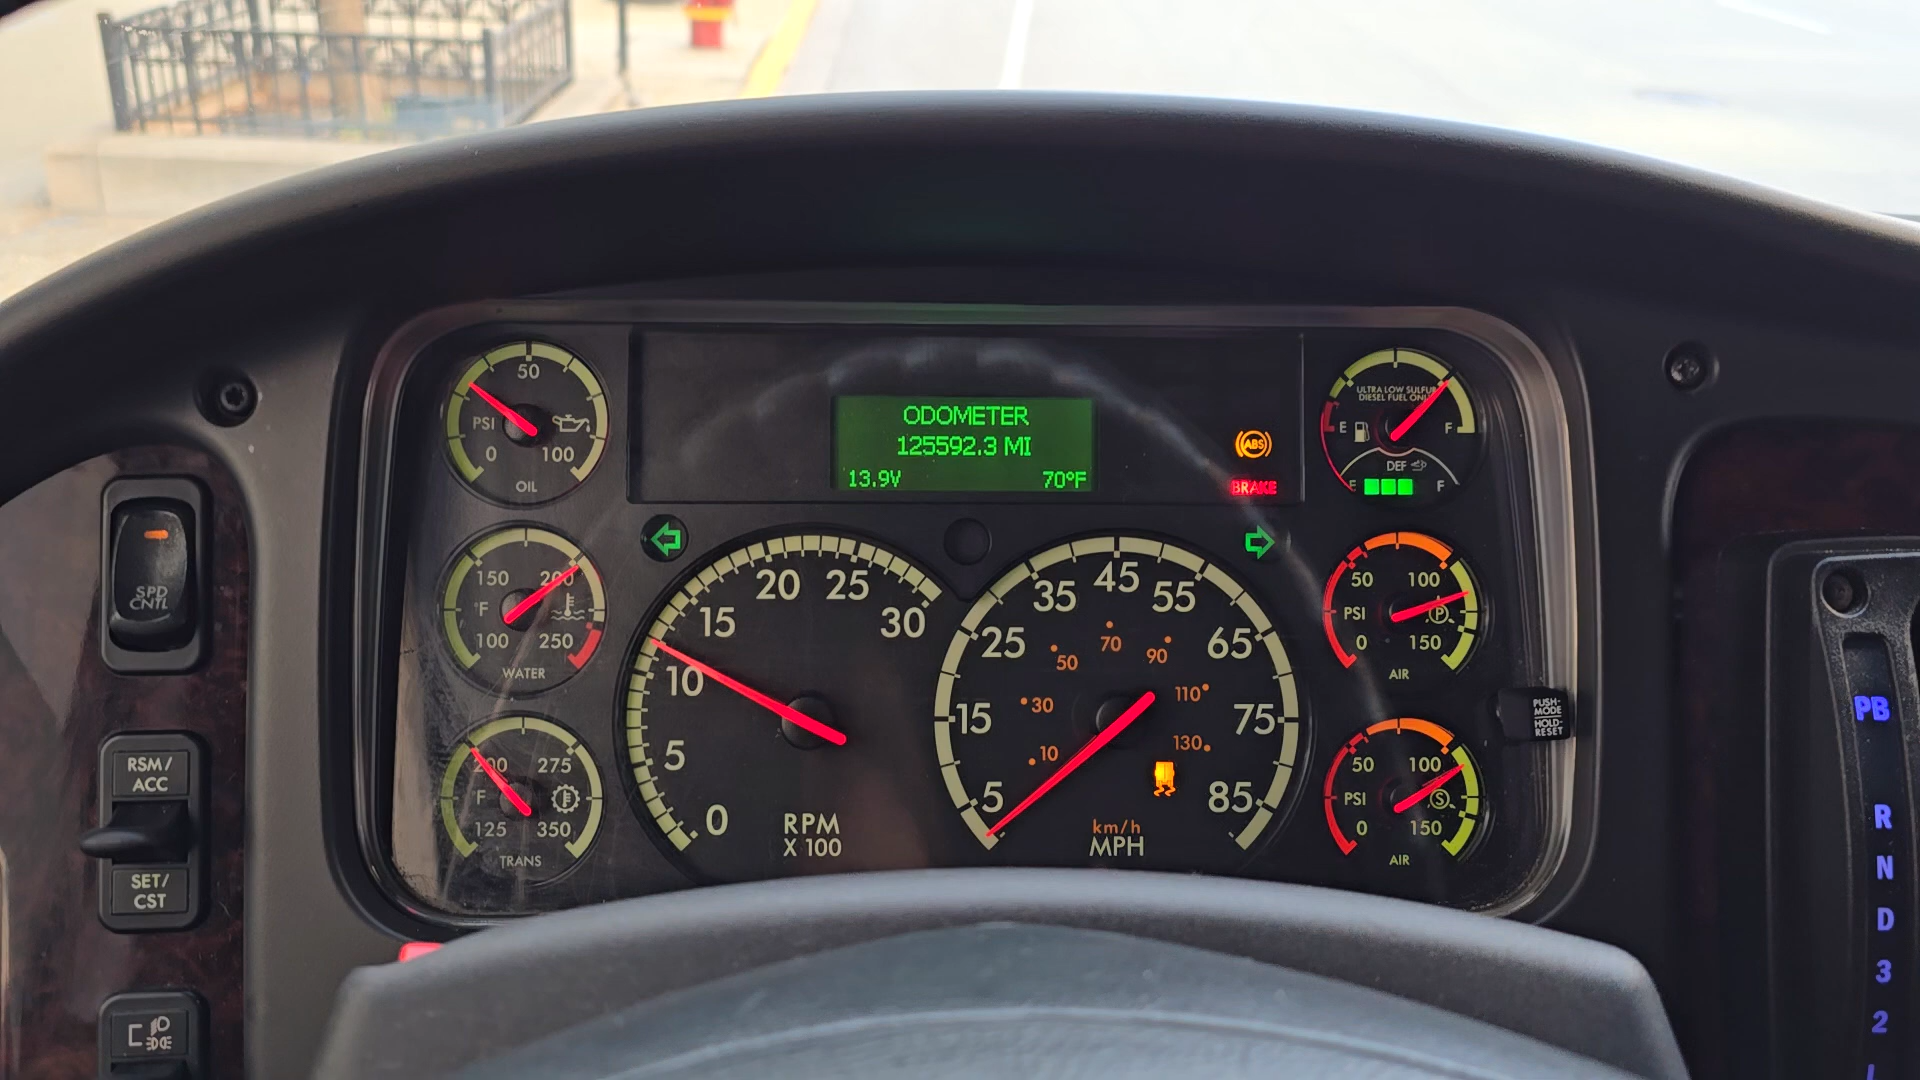 50
PSI
0 100
OIL
ODOMETER
125592.3 MI
13.9V 70°F
ABS
BRAKE
ULTRA LOW SULFUR
DIESEL FUEL ONLY
E F
DEF
E F
SPD
CNTL
150 200
°F
100 250
WATER
0 5 10 15 20 25 30
RPM
X 100
5 15 25 35 45 55 65 75 85
10 30 50 70 90 110 130
km/h
MPH
50 100
PSI P
0 150
AIR
200 275
°F
125 350
TRANS
50 100
PSI S
0 150
AIR
PUSH-
MODE
HOLD-
RESET
RSM/
ACC
SET/
CST
PB
R
N
D
3
2